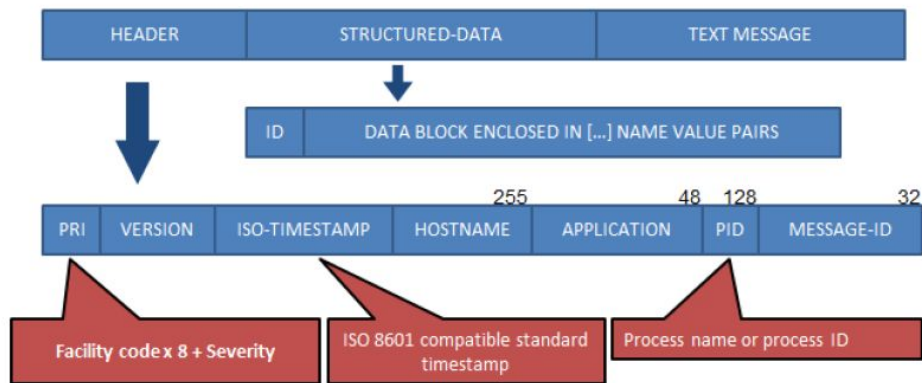 HEADER STRUCTURED-DATA TEXT MESSAGE
ID DATA BLOCK ENCLOSED IN [...] NAME VALUE PAIRS
255 48 128 32
PRI VERSION ISO-TIMESTAMP HOSTNAME APPLICATION PID MESSAGE-ID
Facility code x 8 + Severity
ISO 8601 compatible standard
timestamp
Process name or process ID